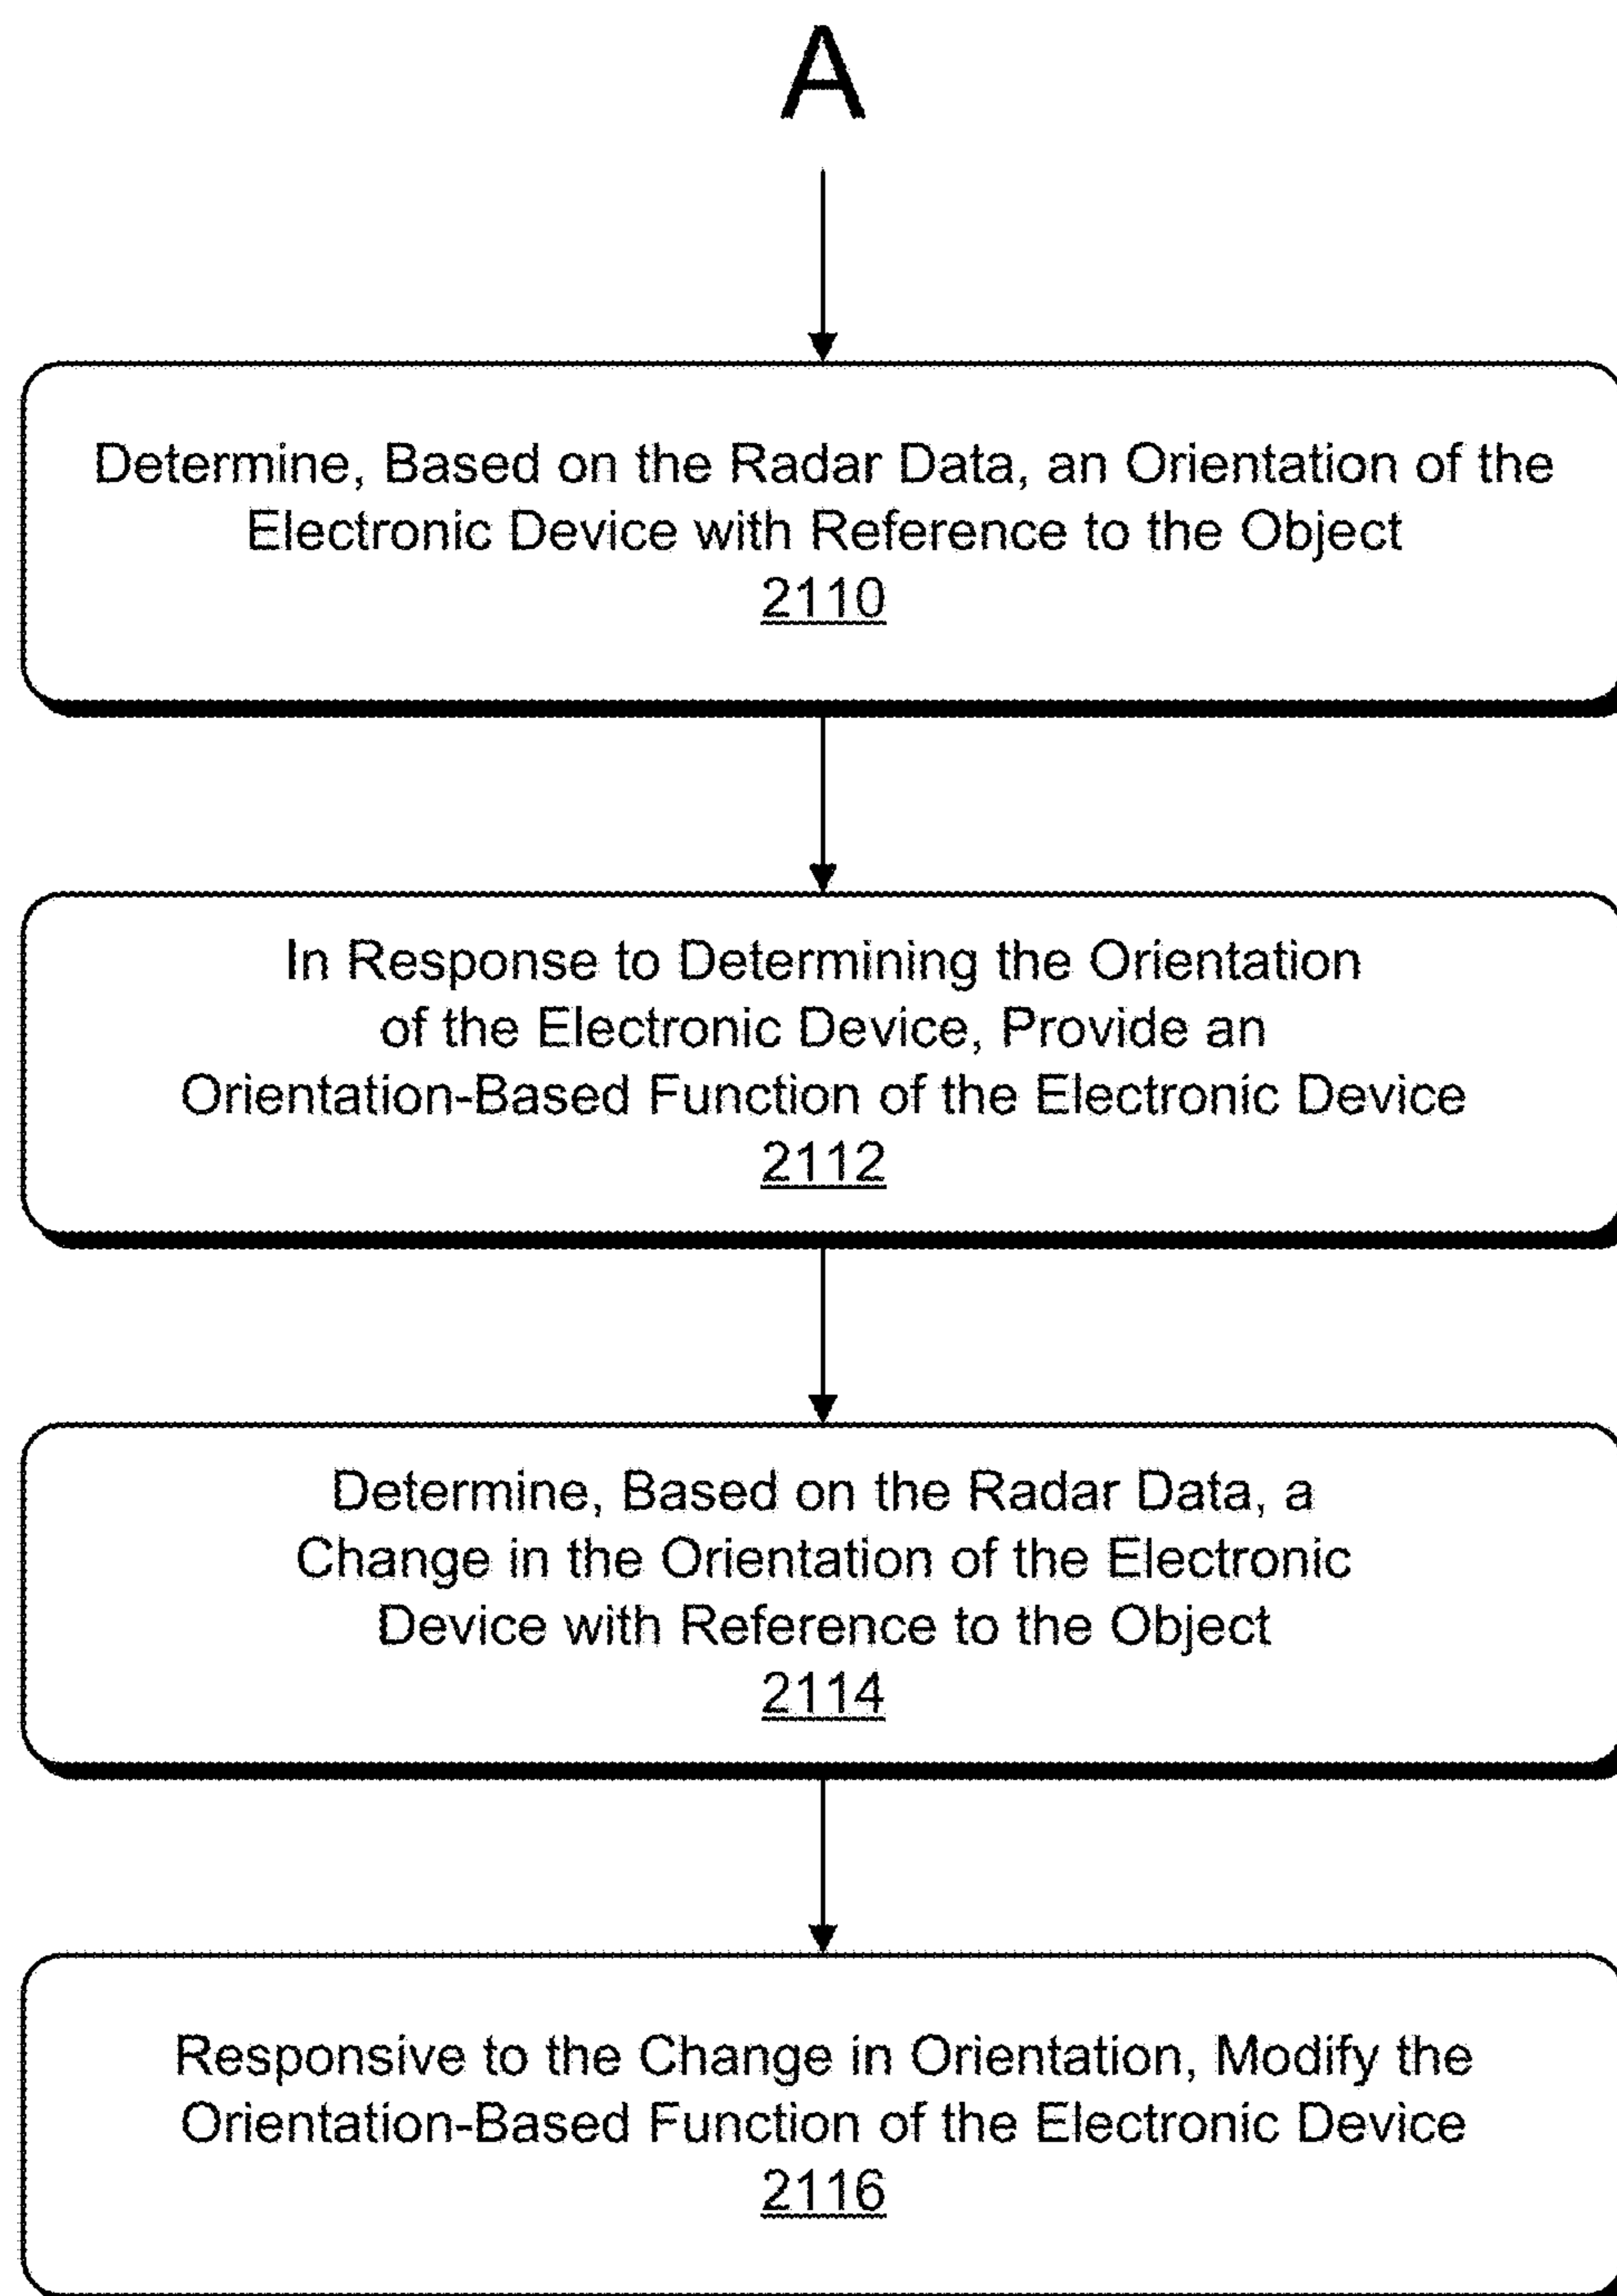 A
Determine, Based on the Radar Data, an Orientation of the
Electronic Device with Reference to the Object
2110
In Response to Determining the Orientation
of the Electronic Device, Provide an
Orientation-Based Function of the Electronic Device
2112
Determine, Based on the Radar Data, a
Change in the Orientation of the Electronic
Device with Reference to the Object
2114
Responsive to the Change in Orientation, Modify the
Orientation-Based Function of the Electronic Device
2116